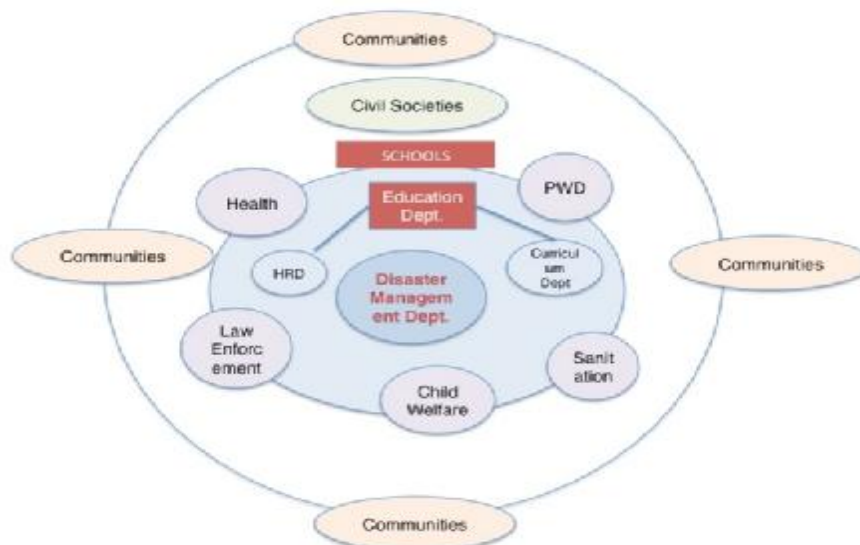 Communities
Civil Societies
SCHOOLS
Health
Education
Dept.
PWD
Communities
HRD
Curricul
um
Dept
Communities
Disaster
Managem
ent Dept.
Law
Enforc
ement
Sanit
ation
Child
Welfare
Communities